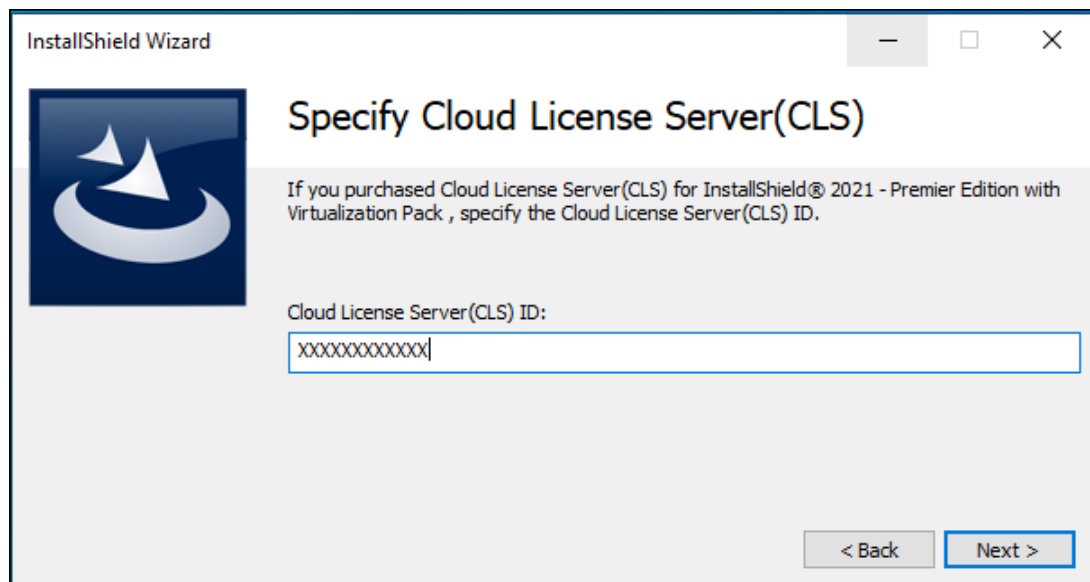 InstallShield Wizard
Specify Cloud License Server(CLS)
If you purchased Cloud License Server(CLS) for InstallShield® 2021 - Premier Edition with
Virtualization Pack , specify the Cloud License Server(CLS) ID.
Cloud License Server(CLS) ID:
XXXXXXXXXXXX
< Back
Next >